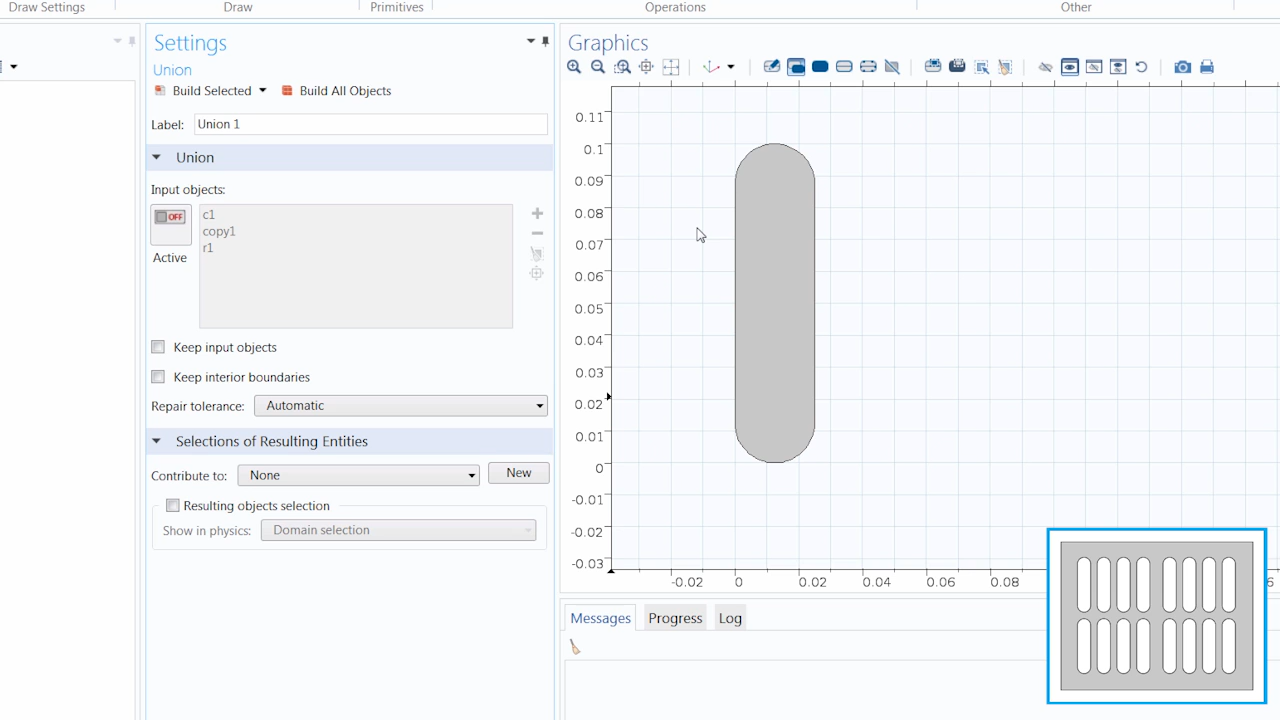 Draw Settings
Draw
Primitives
Operations
Other
Settings
Union
Build Selected
Build All Objects
Label: Union 1
Union
Input objects:
OFF
Active
c1
copy1
r1
Keep input objects
Keep interior boundaries
Repair tolerance: Automatic
Selections of Resulting Entities
Contribute to: None New
Resulting objects selection
Show in physics: Domain selection
Graphics
0.11
0.1
0.09
0.08
0.07
0.06
0.05
0.04
0.03
0.02
0.01
0
-0.01
-0.02
-0.03
-0.02 0 0.02 0.04 0.06 0.08
Messages Progress Log